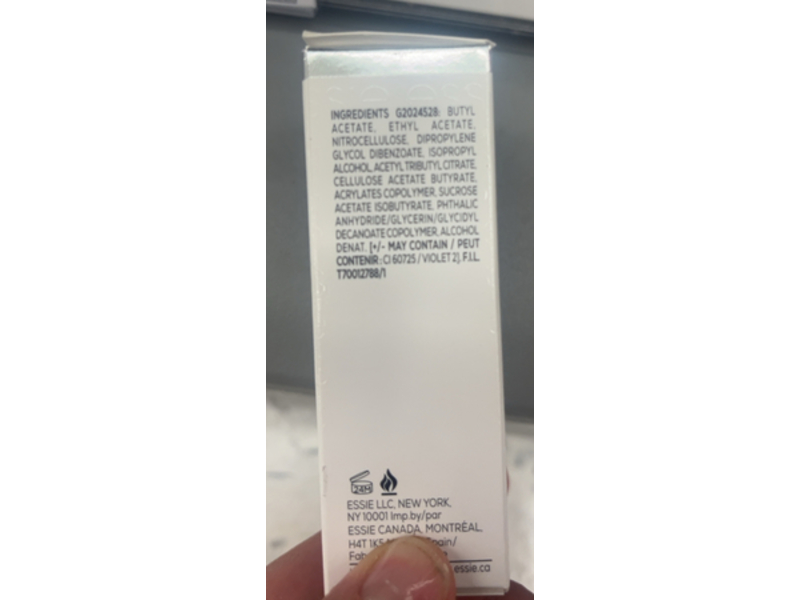 INGREDIENTS G2024528: BUTYL
ACETATE, ETHYL ACETATE,
NITROCELLULOSE, DIPROPYLENE
GLYCOL DIBENZOATE, ISOPROPYL
ALCOHOL, ACETYL TRIBUTYL CITRATE,
CELLULOSE ACETATE BUTYRATE,
ACRYLATES COPOLYMER, SUCROSE
ACETATE ISOBUTYRATE, PHTHALIC
ANHYDRIDE/GLYCERIN/GLYCIDYL
DECANOATE COPOLYMER, ALCOHOL
DENAT. [+/- MAY CONTAIN / PEUT
CONTENIR: CI 60725 / VIOLET 2]. F.I.L.
T70012788/1
24M
ESSIE LLC, NEW YORK,
NY 10001 Imp.by/par
ESSIE CANADA, MONTRÉAL,
H4T 1K5
essie.ca